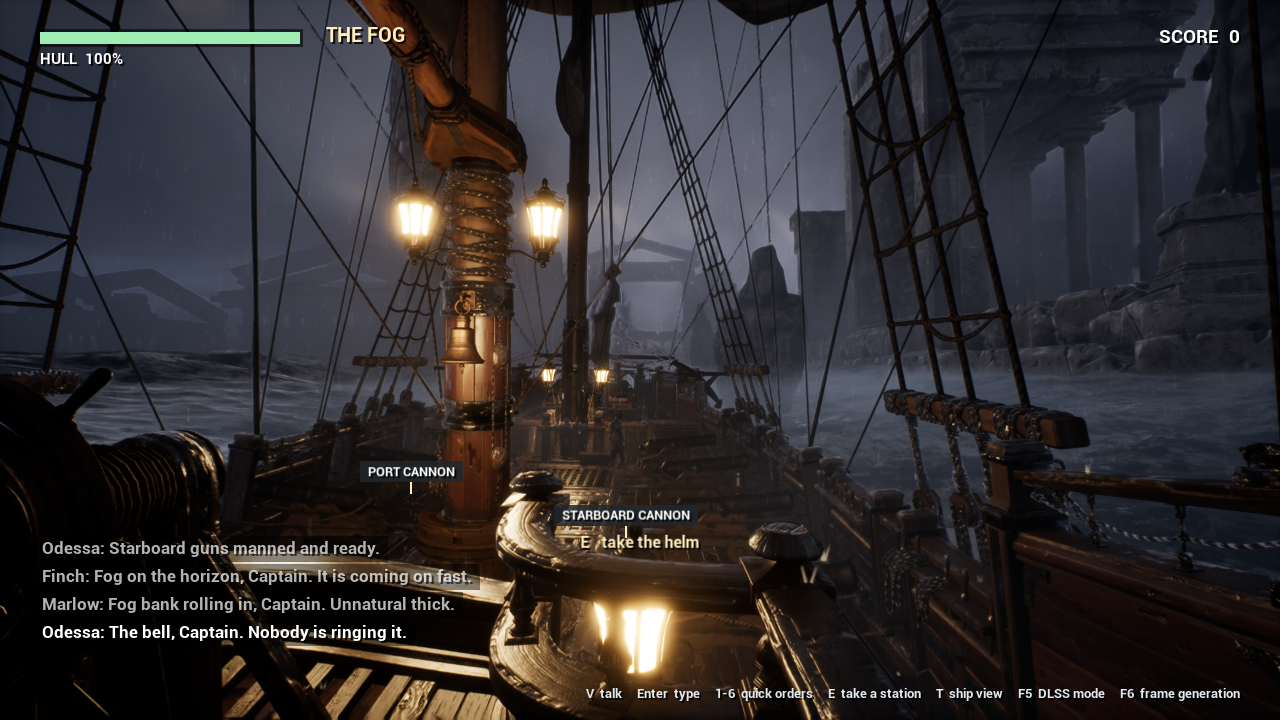 THE FOG
SCORE 0
HULL 100%
PORT CANNON
STARBOARD CANNON
E take the helm
Odessa: Starboard guns manned and ready.
Finch: Fog on the horizon, Captain. It is coming on fast.
Marlow: Fog bank rolling in, Captain. Unnatural thick.
Odessa: The bell, Captain. Nobody is ringing it.
V talk Enter type 1-6 quick orders E take a station T ship view F5 DLSS mode F6 frame generation